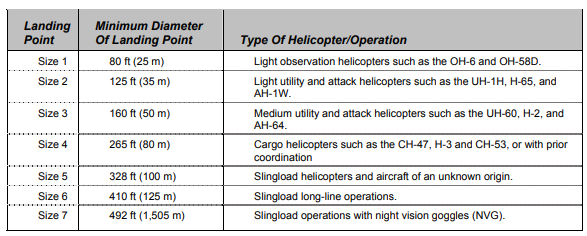 Landing Point Minimum Diameter Of Landing Point Type Of Helicopter/Operation
Size 1 80 ft (25 m) Light observation helicopters such as the OH-6 and OH-58D.
Size 2 125 ft (35 m) Light utility and attack helicopters such as the UH-1H, H-65, and
AH-1W.
Size 3 160 ft (50 m) Medium utility and attack helicopters such as the UH-60, H-2, and
AH-64.
Size 4 265 ft (80 m) Cargo helicopters such as the CH-47, H-3 and CH-53, or with prior
coordination
Size 5 328 ft (100 m) Slingload helicopters and aircraft of an unknown origin.
Size 6 410 ft (125 m) Slingload long-line operations.
Size 7 492 ft (1,505 m) Slingload operations with night vision goggles (NVG).